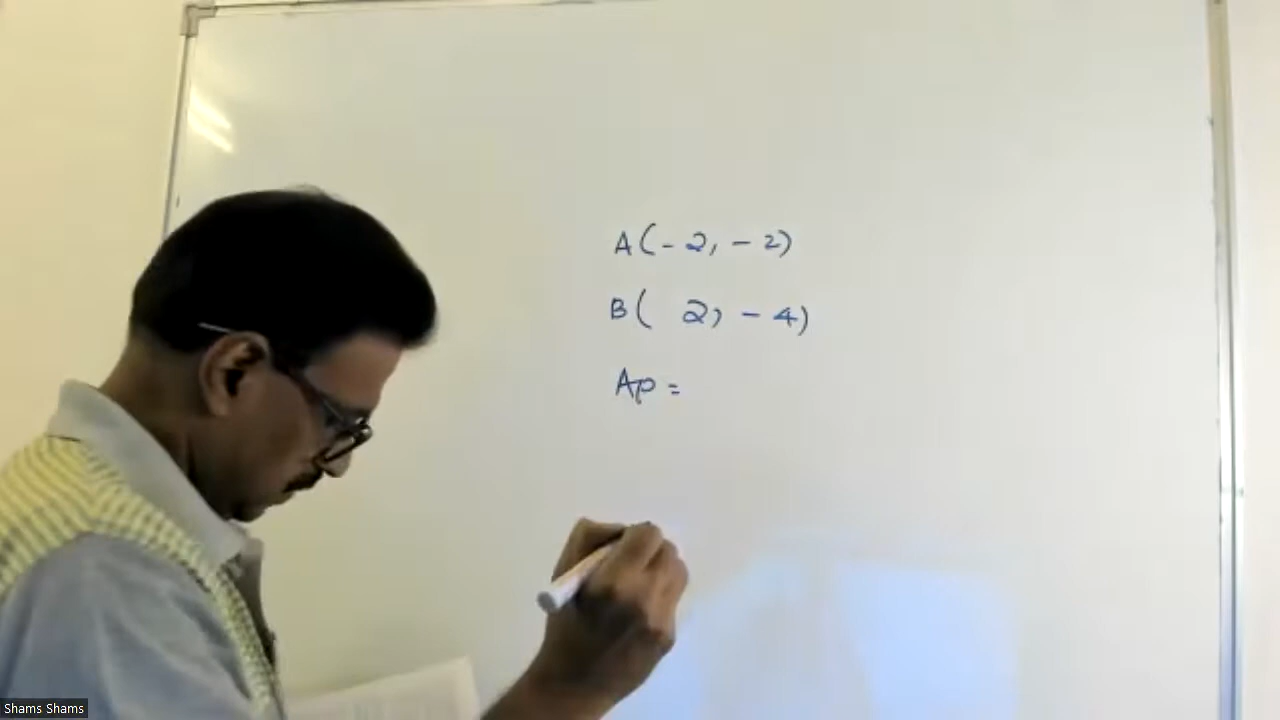 A(-2, -2)
B( 2, -4)
AP =
Shams Shams